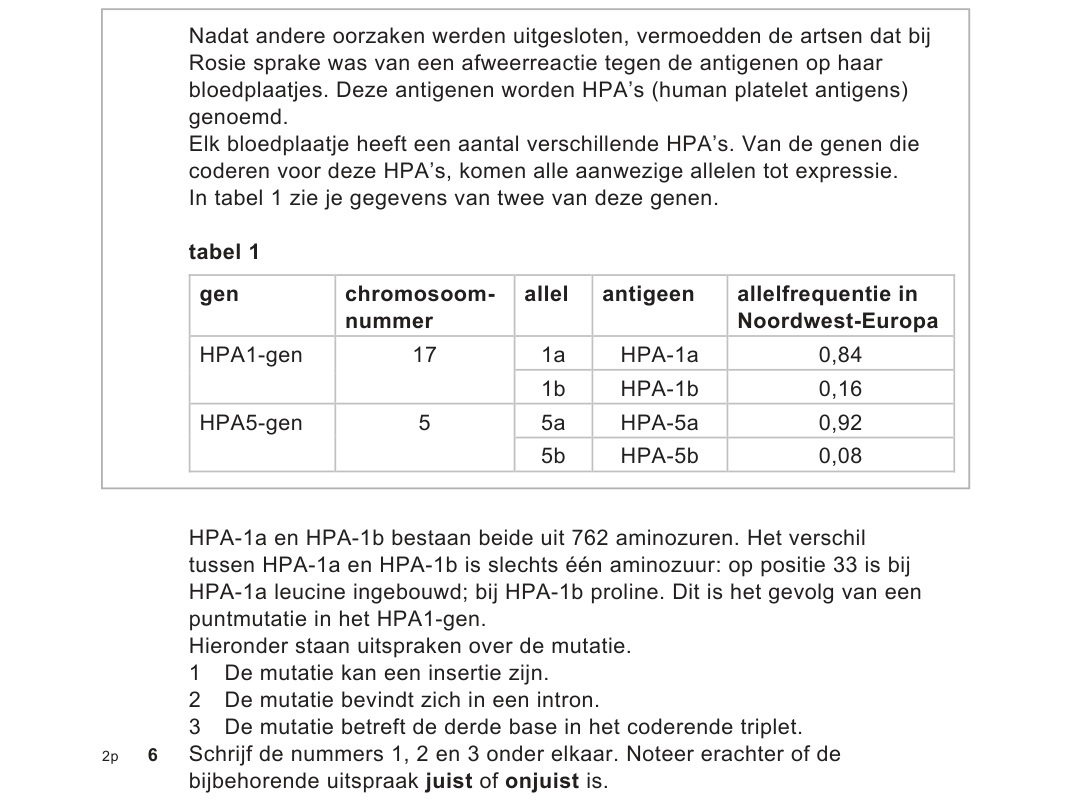 Nadat andere oorzaken werden uitgesloten, vermoedden de artsen dat bij
Rosie sprake was van een afweerreactie tegen de antigenen op haar
bloedplaatjes. Deze antigenen worden HPA’s (human platelet antigens)
genoemd.
Elk bloedplaatje heeft een aantal verschillende HPA’s. Van de genen die
coderen voor deze HPA’s, komen alle aanwezige allelen tot expressie.
In tabel 1 zie je gegevens van twee van deze genen.
tabel 1
gen chromosoom- allel antigeen allelfrequentie in
nummer Noordwest-Europa
HPA1-gen 17 1a HPA-1a 0,84
1b HPA-1b 0,16
HPA5-gen 5 5a HPA-5a 0,92
5b HPA-5b 0,08
HPA-1a en HPA-1b bestaan beide uit 762 aminozuren. Het verschil
tussen HPA-1a en HPA-1b is slechts één aminozuur: op positie 33 is bij
HPA-1a leucine ingebouwd; bij HPA-1b proline. Dit is het gevolg van een
puntmutatie in het HPA1-gen.
Hieronder staan uitspraken over de mutatie.
1 De mutatie kan een insertie zijn.
2 De mutatie bevindt zich in een intron.
3 De mutatie betreft de derde base in het coderende triplet.
2p 6 Schrijf de nummers 1, 2 en 3 onder elkaar. Noteer erachter of de
bijbehorende uitspraak juist of onjuist is.